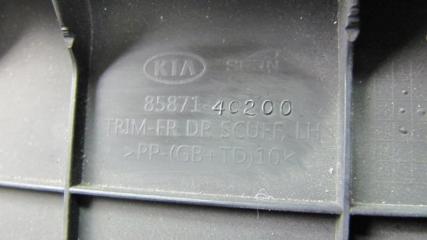 KIA
85871-4C200
TRIM-FR DR SCUFF LH
>PP-(GB+TD)10<